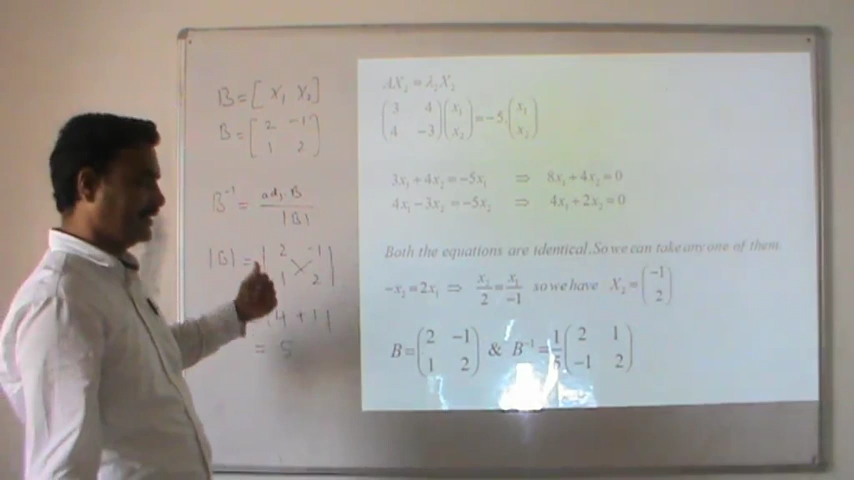 B = [ X₁ X₂ ]
B = [ 2 -1
1 2 ]
B⁻¹ = adj. B
|B|
|B| = | 2 -1
1 2 |
|4 + 1|
= 5
AX₂ = λ₂X₂
( 3 4 ) ( x₁ ) = -5. ( x₁ )
( 4 -3 ) ( x₂ ) ( x₂ )
3x₁ + 4x₂ = -5x₁ ⇒ 8x₁ + 4x₂ = 0
4x₁ - 3x₂ = -5x₂ ⇒ 4x₁ + 2x₂ = 0
Both the equations are identical. So we can take any one of them.
-x₂ = 2x₁ ⇒ x₂/2 = x₁/-1 so we have X₂ = ( -1
2 )
B = ( 2 -1 ) & B⁻¹ = 1/5 ( 2 1 )
( 1 2 ) ( -1 2 )